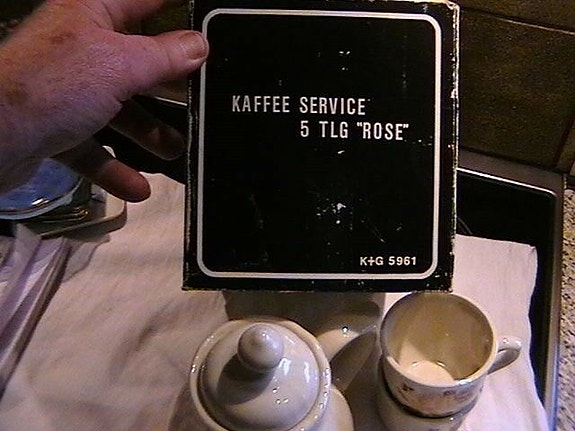 KAFFEE SERVICE
5 TLG "ROSE"
K+G 5961